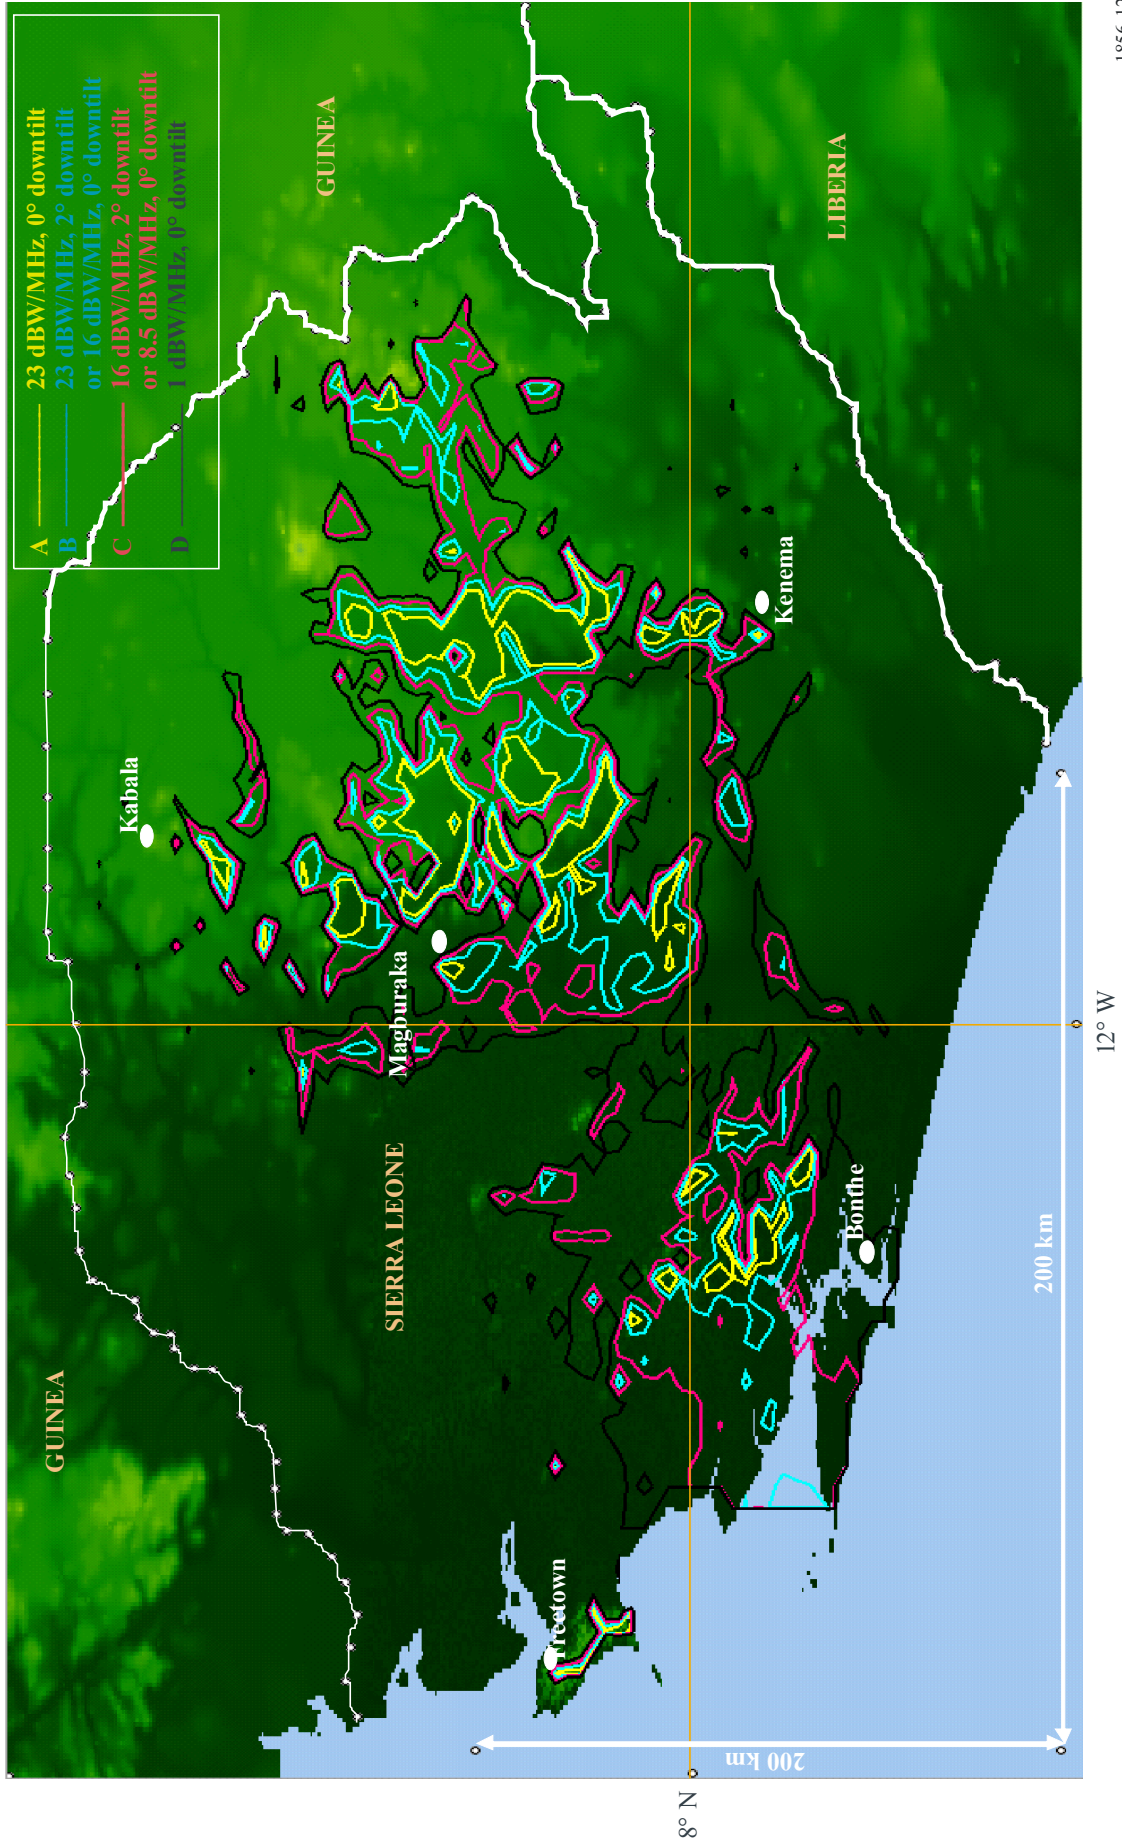 A 23 dBW/MHz, 0° downtilt
B 23 dBW/MHz, 2° downtilt
or 16 dBW/MHz, 0° downtilt
C 16 dBW/MHz, 2° downtilt
or 8.5 dBW/MHz, 0° downtilt
D 1 dBW/MHz, 0° downtilt
GUINEA
GUINEA
LIBERIA
SIERRA LEONE
Kabala
Magburaka
Kenema
Bonthe
Freetown
200 km
200 km
8° N
12° W